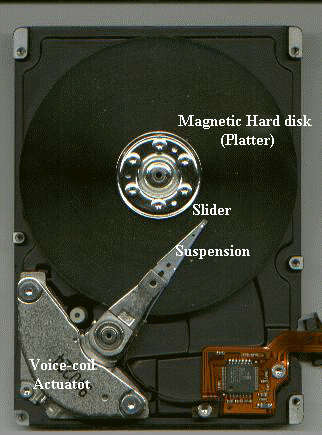 Magnetic Hard disk
(Platter)
Slider
Suspension
Voice-coil
Actuatot